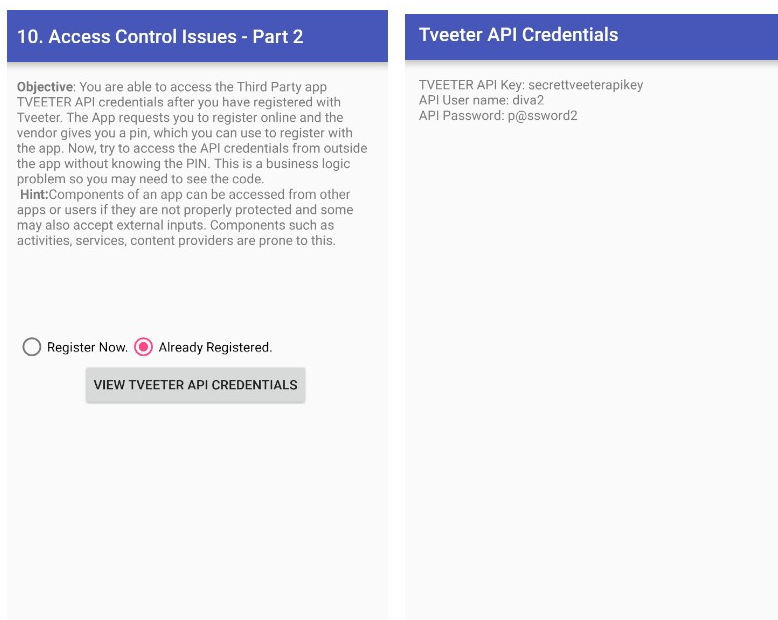 10. Access Control Issues - Part 2
Objective: You are able to access the Third Party app
TVEETER API credentials after you have registered with
Tveeter. The App requests you to register online and the
vendor gives you a pin, which you can use to register with
the app. Now, try to access the API credentials from outside
the app without knowing the PIN. This is a business logic
problem so you may need to see the code.
Hint:Components of an app can be accessed from other
apps or users if they are not properly protected and some
may also accept external inputs. Components such as
activities, services, content providers are prone to this.
Register Now. Already Registered.
VIEW TVEETER API CREDENTIALS
Tveeter API Credentials
TVEETER API Key: secrettveeterapikey
API User name: diva2
API Password: p@ssword2